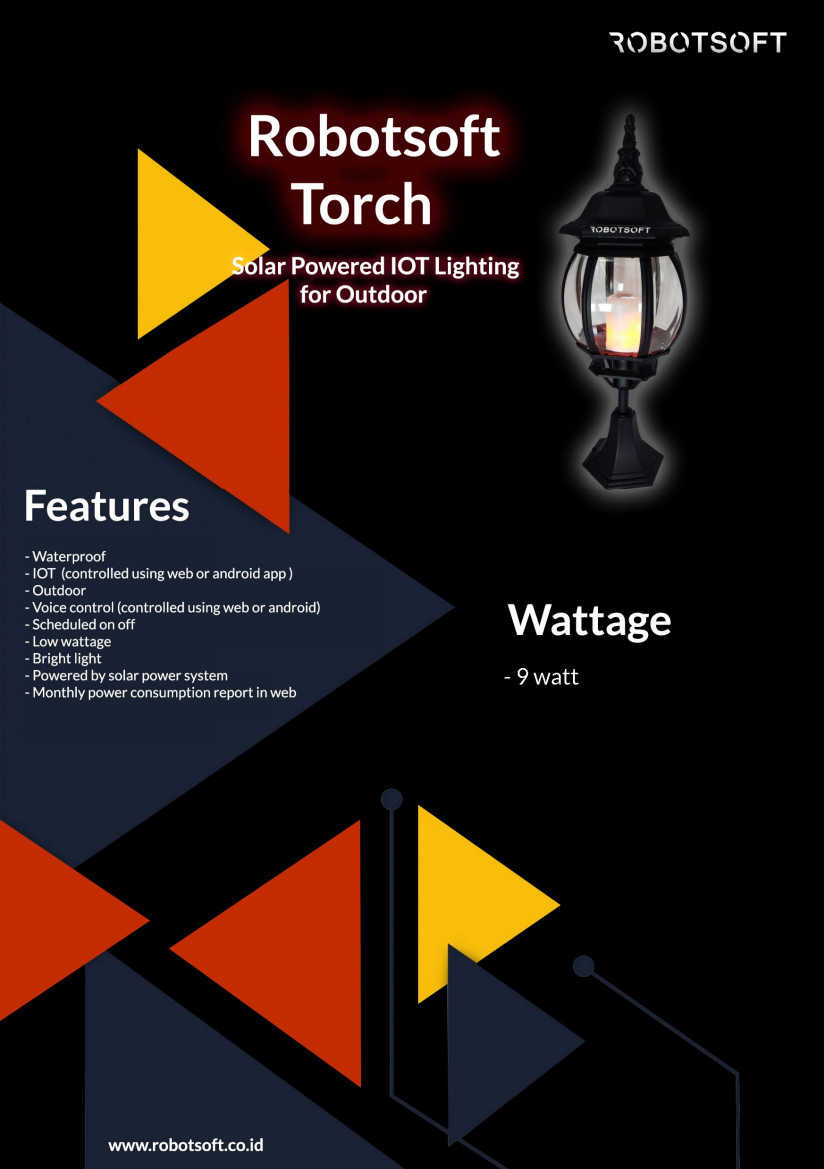 ROBOTSOFT
Robotsoft
Torch
Solar Powered IOT Lighting
for Outdoor
ROBOTSOFT
Features
- Waterproof
- IOT (controlled using web or android app )
- Outdoor
- Voice control (controlled using web or android)
- Scheduled on off
- Low wattage
- Bright light
- Powered by solar power system
- Monthly power consumption report in web
Wattage
- 9 watt
www.robotsoft.co.id